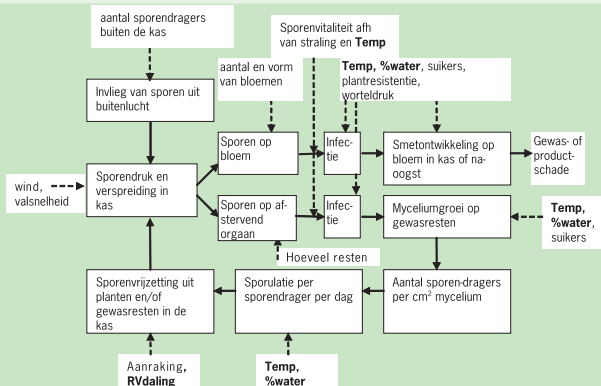 aantal sporendragers
buiten de kas
Sporenvitaliteit afh
van straling en Temp
aantal en vorm
van bloemen
Temp, %water, suikers,
plantresistentie,
worteldruk
Invlieg van sporen uit
buitenlucht
Sporen op
bloem
Infec-
tie
Smetontwikkeling op
bloem in kas of na-
oogst
Gewas- of
product-
schade
Sporendruk en
verspreiding in
kas
wind,
valsnelheid
Sporen op af-
stervend
orgaan
Infec-
tie
Myceliumgroei op
gewasresten
Temp,
%water,
suikers
Hoeveel resten
Sporenvrijzetting uit
planten en/of
gewasresten in de
kas
Sporulatie per
sporendrager per dag
Aantal sporen-dragers
per cm² mycelium
Aanraking,
RVdaling
Temp,
%water